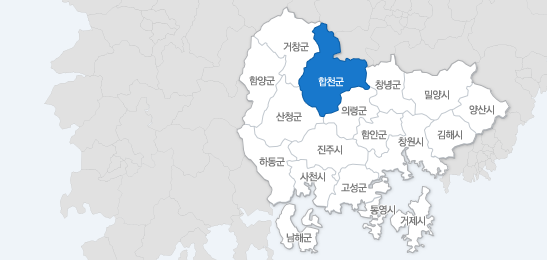 거창군
함양군
합천군
창녕군
밀양시
양산시
산청군
의령군
함안군
창원시
김해시
진주시
하동군
사천시
고성군
통영시
거제시
남해군